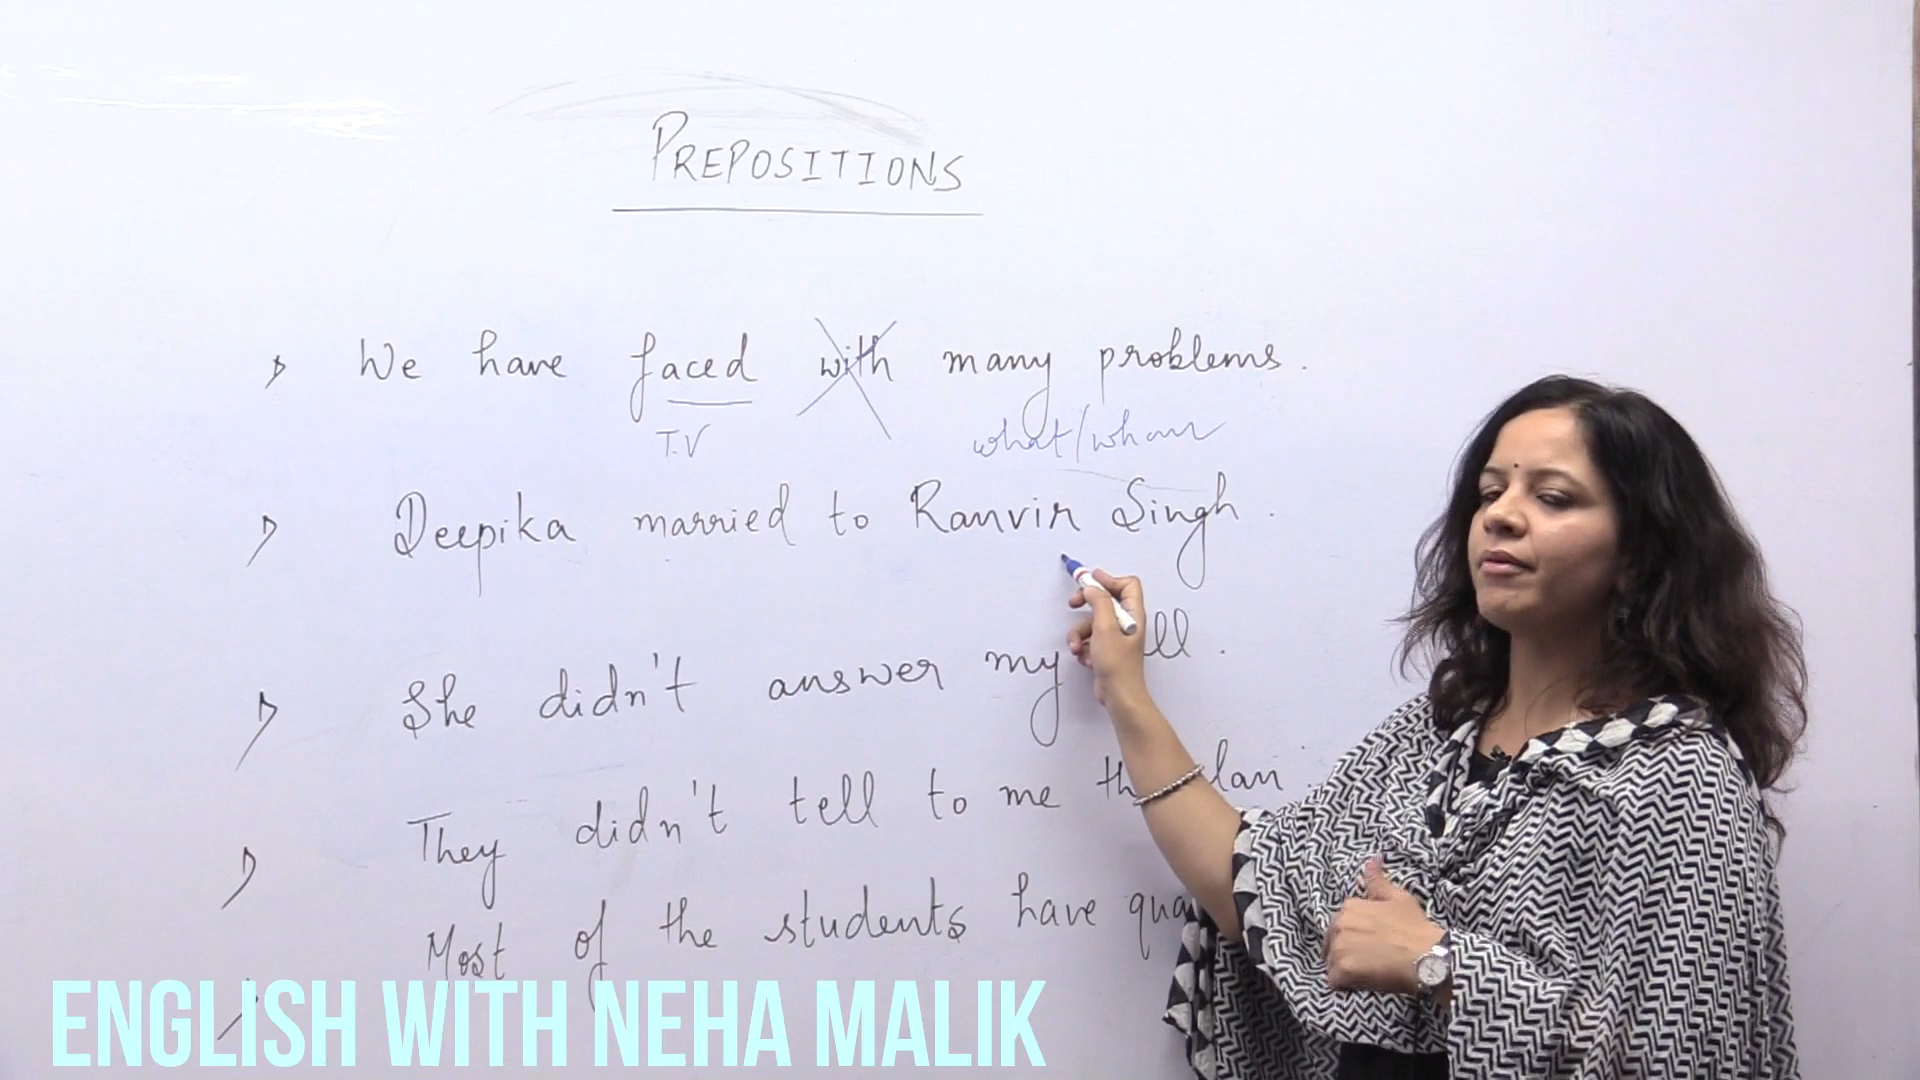 PREPOSITIONS
We have faced with many problems.
T.V what/whom
Deepika married to Ranvir Singh.
She didn't answer my
They didn't tell to me
Most of the students have
ENGLISH WITH NEHA MALIK